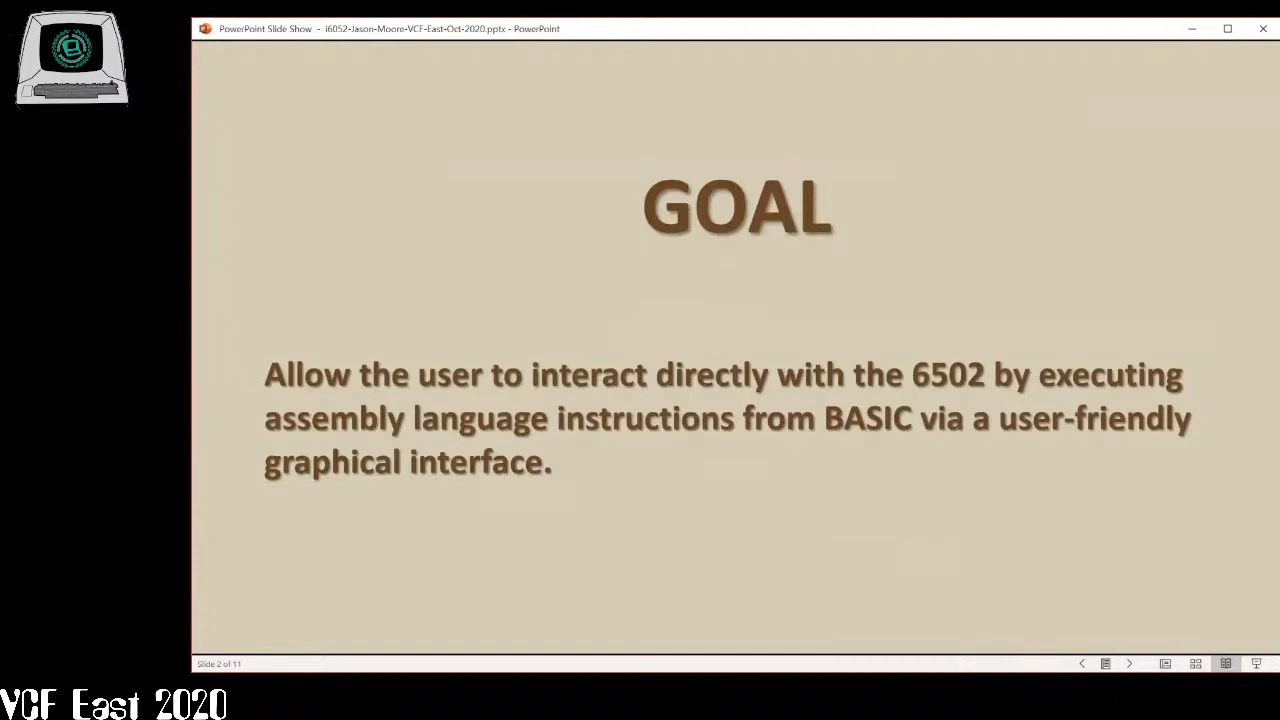 PowerPoint Slide Show - i6052-Jason-Moore-VCF-East-Oct-2020.pptx - PowerPoint
GOAL
Allow the user to interact directly with the 6502 by executing
assembly language instructions from BASIC via a user-friendly
graphical interface.
Slide 2 of 11
VCF East 2020